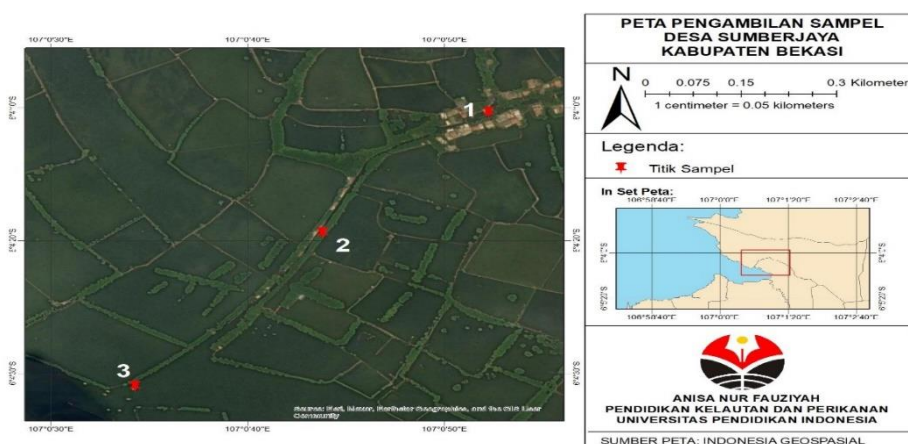 107°0'30"E 107°0'40"E 107°0'50"E
1
2
3
107°0'30"E 107°0'40"E 107°0'50"E
PETA PENGAMBILAN SAMPEL
DESA SUMBERJAYA
KABUPATEN BEKASI
N
0 0.075 0.15 0.3 Kilometer
1 centimeter = 0.05 kilometers
Legenda:
Titik Sampel
In Set Peta:
106°58'40"E 107°0'0"E 107°1'20"E 107°2'40"E
106°58'40"E 107°0'0"E 107°1'20"E 107°2'40"E
ANISA NUR FAUZIYAH
PENDIDIKAN KELAUTAN DAN PERIKANAN
UNIVERSITAS PENDIDIKAN INDONESIA
SUMBER PETA: INDONESIA GEOSPASIAL